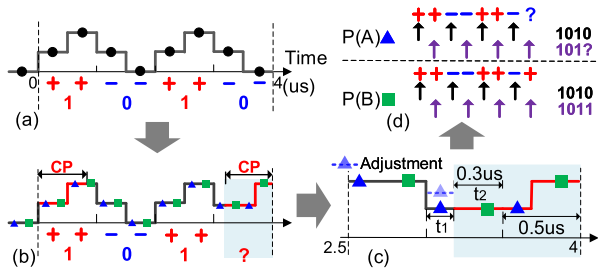 Time
(us)
0
4
+ + − − + + − −
1 0 1 0
(a)
P(A)
+ + − − + + − ?
1010
101?
P(B)
+ + − − + + − +
1010
1011
(d)
CP
CP
+ + − − + +
1 0 1 ?
(b)
Adjustment
0.3us
t2
t1
0.5us
2.5
4
(c)